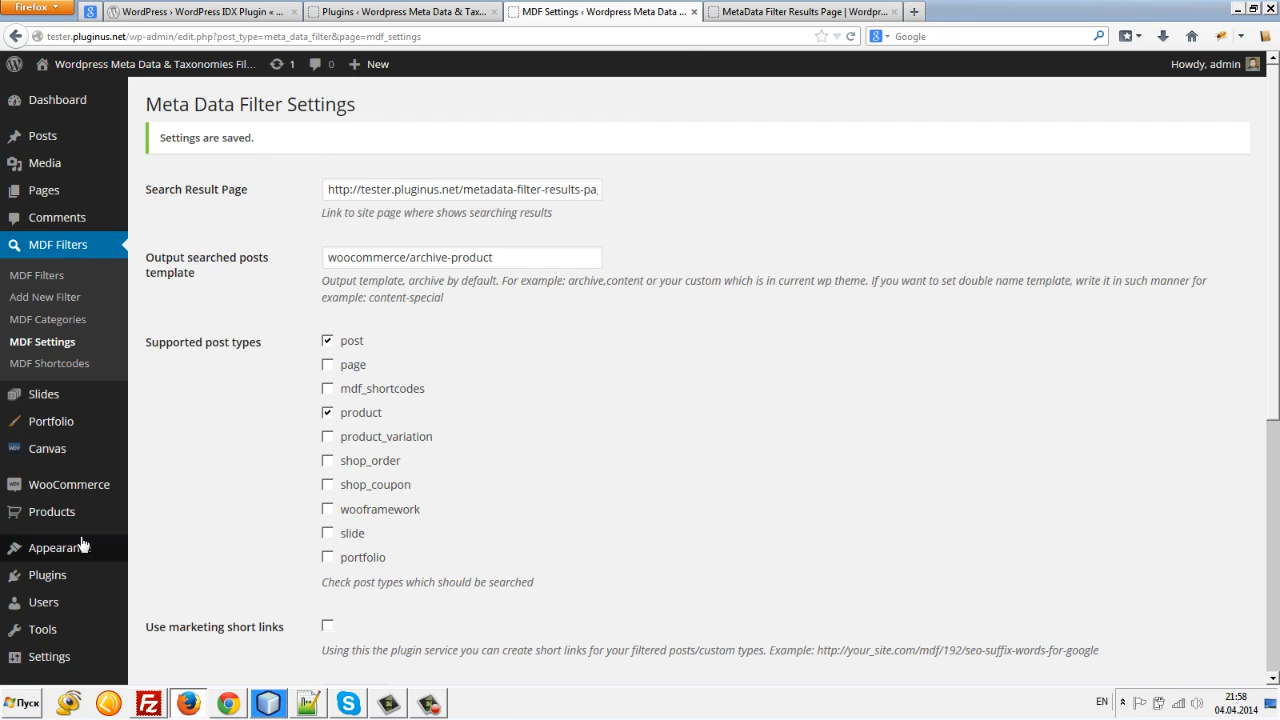 Firefox
WordPress › WordPress IDX Plugin « ...
Plugins ‹ Wordpress Meta Data & Taxo...
MDF Settings ‹ Wordpress Meta Data ...
MetaData Filter Results Page | Wordpr...
tester.pluginus.net/wp-admin/edit.php?post_type=meta_data_filter&page=mdf_settings
Google
Wordpress Meta Data & Taxonomies Fil...
1
0
New
Howdy, admin
Dashboard
Posts
Media
Pages
Comments
MDF Filters
MDF Filters
Add New Filter
MDF Categories
MDF Settings
MDF Shortcodes
Slides
Portfolio
Canvas
WooCommerce
Products
Appearan
Plugins
Users
Tools
Settings
Meta Data Filter Settings
Settings are saved.
Search Result Page
http://tester.pluginus.net/metadata-filter-results-pa
Link to site page where shows searching results
Output searched posts
template
woocommerce/archive-product
Output template, archive by default. For example: archive,content or your custom which is in current wp theme. If you want to set double name template, write it in such manner for
example: content-special
Supported post types
post
page
mdf_shortcodes
product
product_variation
shop_order
shop_coupon
wooframework
slide
portfolio
Check post types which should be searched
Use marketing short links
Using this the plugin service you can create short links for your filtered posts/custom types. Example: http://your_site.com/mdf/192/seo-suffix-words-for-google
Пуск
EN
21:58
04.04.2014